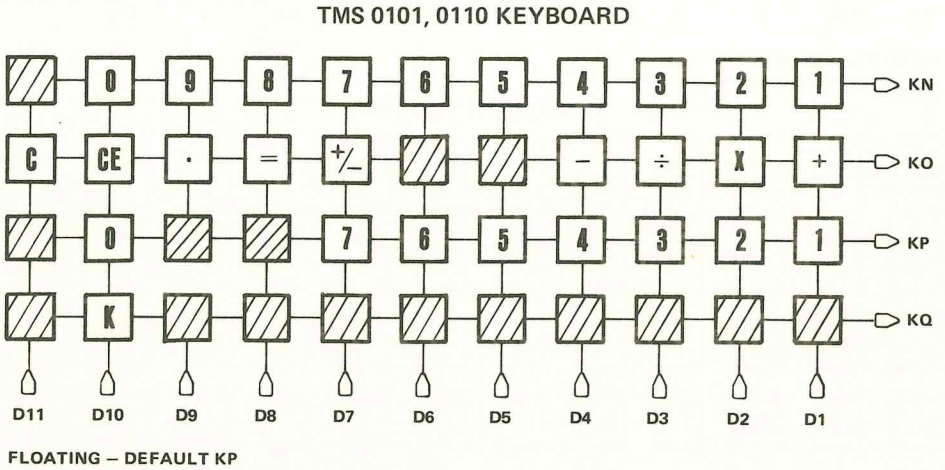 TMS 0101, 0110 KEYBOARD
0 9 8 7 6 5 4 3 2 1 KN
C CE · = +/− − ÷ X + KO
0 7 6 5 4 3 2 1 KP
K KQ
D11 D10 D9 D8 D7 D6 D5 D4 D3 D2 D1
FLOATING – DEFAULT KP